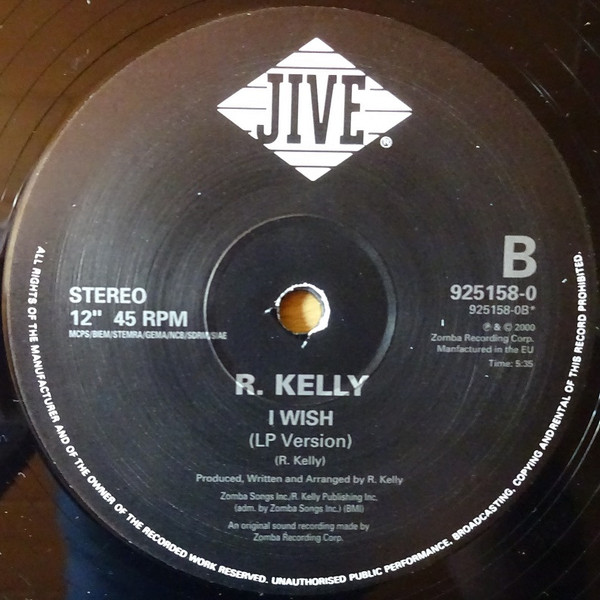 JIVE®
B
925158-0
925158-0B*
℗ & © 2000
Zomba Recording Corp.
Manfactured in the EU
Time: 5:35
STEREO
12" 45 RPM
MCPS/BIEM/STEMRA/GEMA/NCB/SDRM/SIAE
R. KELLY
I WISH
(LP Version)
(R. Kelly)
Produced, Written and Arranged by R. Kelly
Zomba Songs Inc./R. Kelly Publishing Inc.
(adm. by Zomba Songs Inc.) (BMI)
An original sound recording made by
Zomba Recording Corp.
ALL RIGHTS OF THE MANUFACTURER AND OF THE OWNER OF THE RECORDED WORK RESERVED. UNAUTHORISED PUBLIC PERFORMANCE, BROADCASTING, COPYING AND RENTAL OF THIS RECORD PROHIBITED.